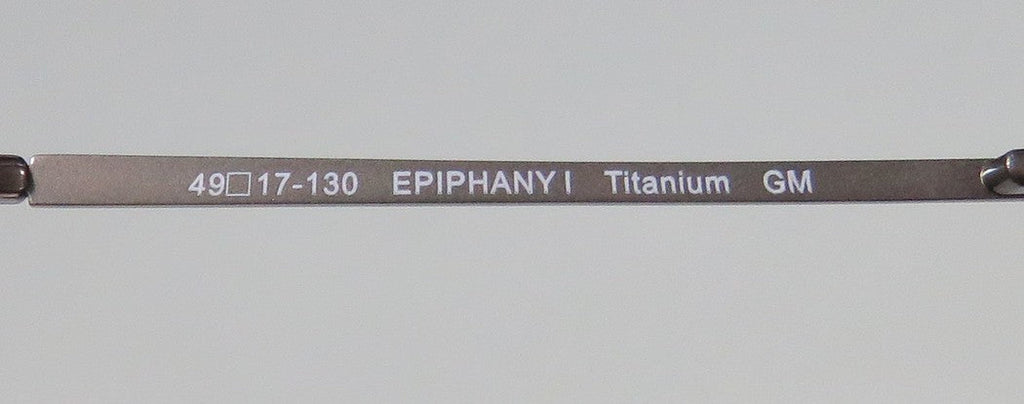 49□17-130 EPIPHANY I Titanium GM